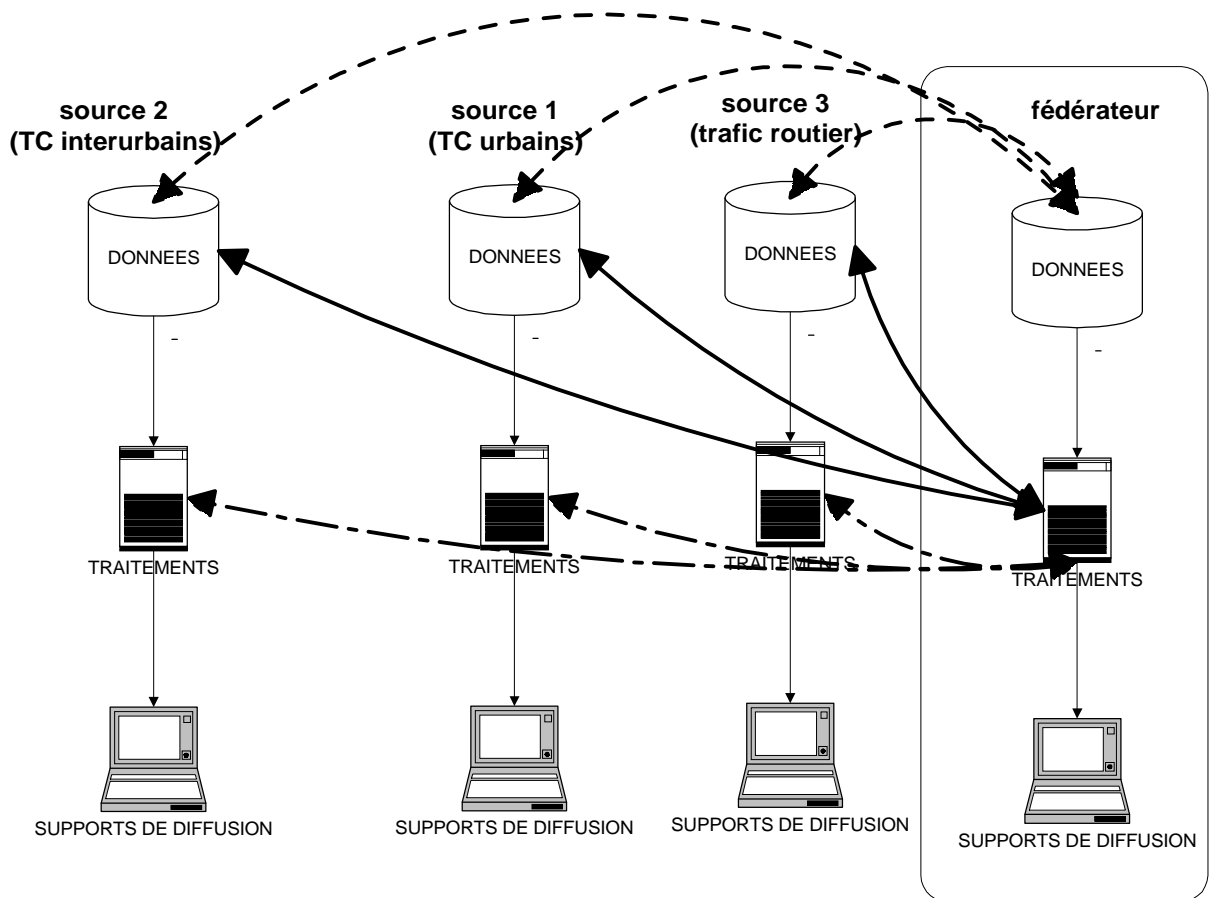 source 2
(TC interurbains)
source 1
(TC urbains)
source 3
(trafic routier)
fédérateur
DONNEES
DONNEES
DONNEES
DONNEES
-
-
-
-
TRAITEMENTS
TRAITEMENTS
TRAITEMENTS
TRAITEMENTS
SUPPORTS DE DIFFUSION
SUPPORTS DE DIFFUSION
SUPPORTS DE DIFFUSION
SUPPORTS DE DIFFUSION